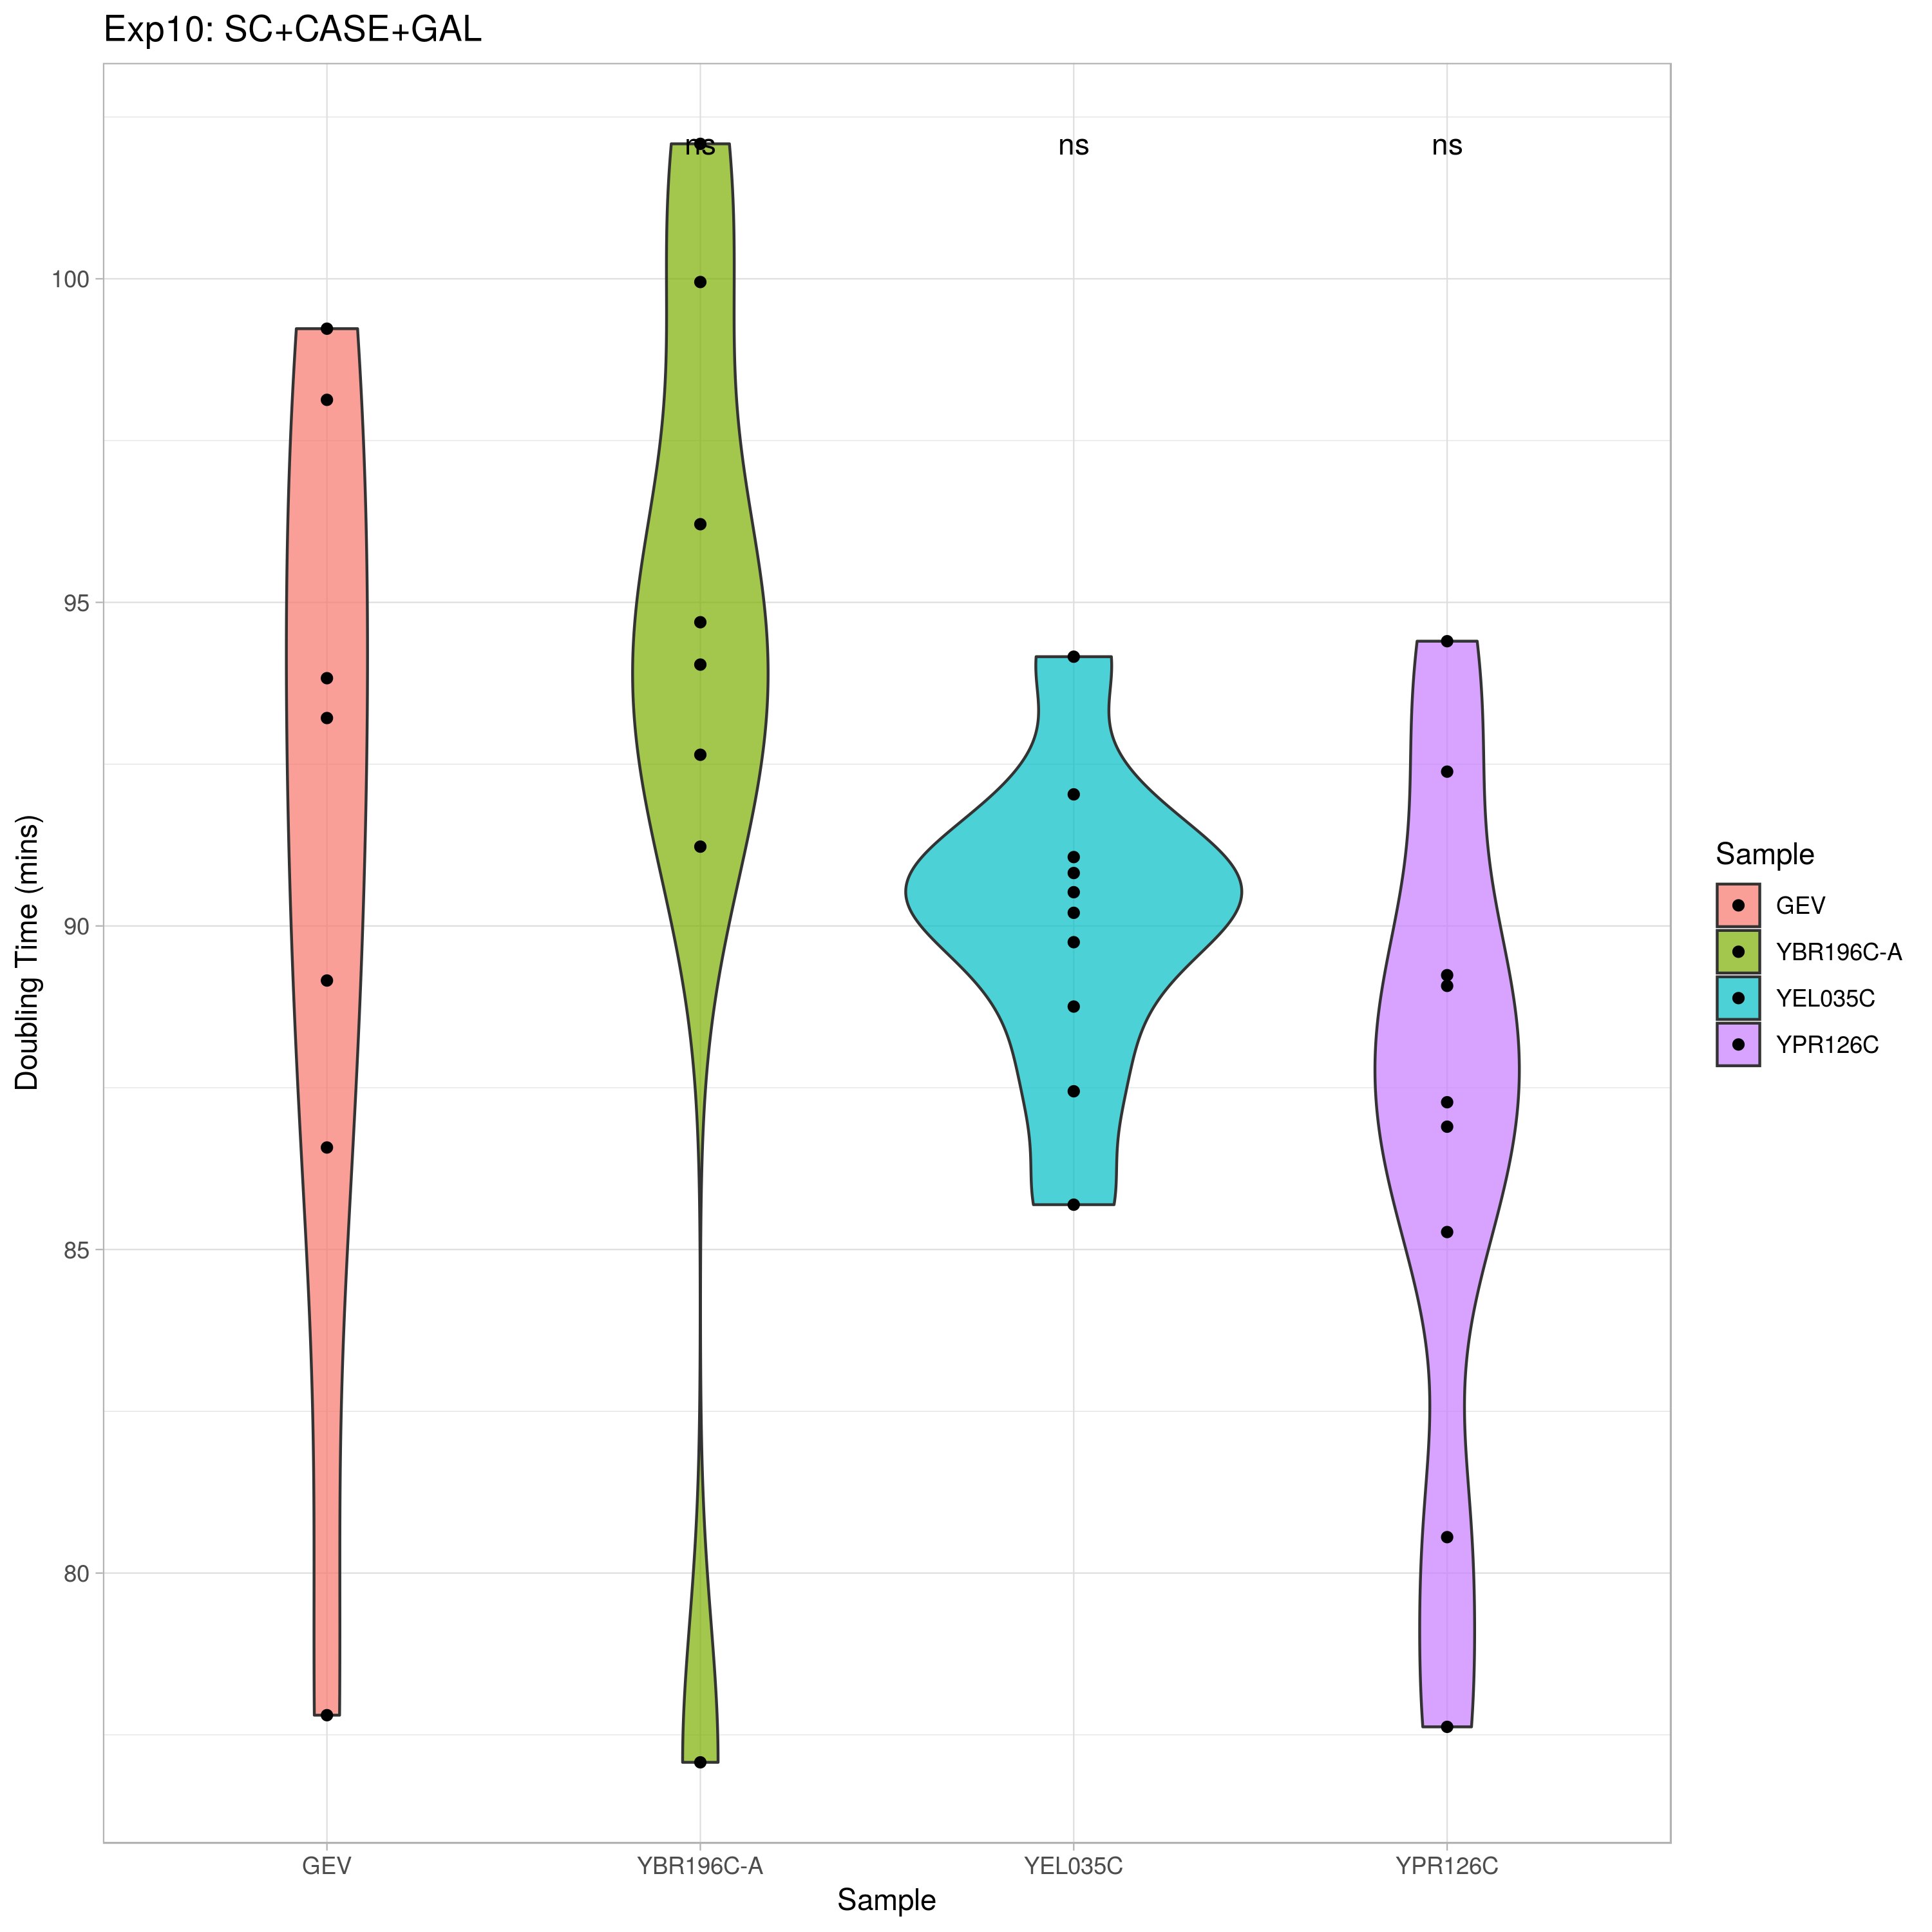 Exp10: SC+CASE+GAL
ns ns ns
100
95
90
85
80
Doubling Time (mins)
GEV YBR196C-A YEL035C YPR126C
Sample
Sample
GEV
YBR196C-A
YEL035C
YPR126C